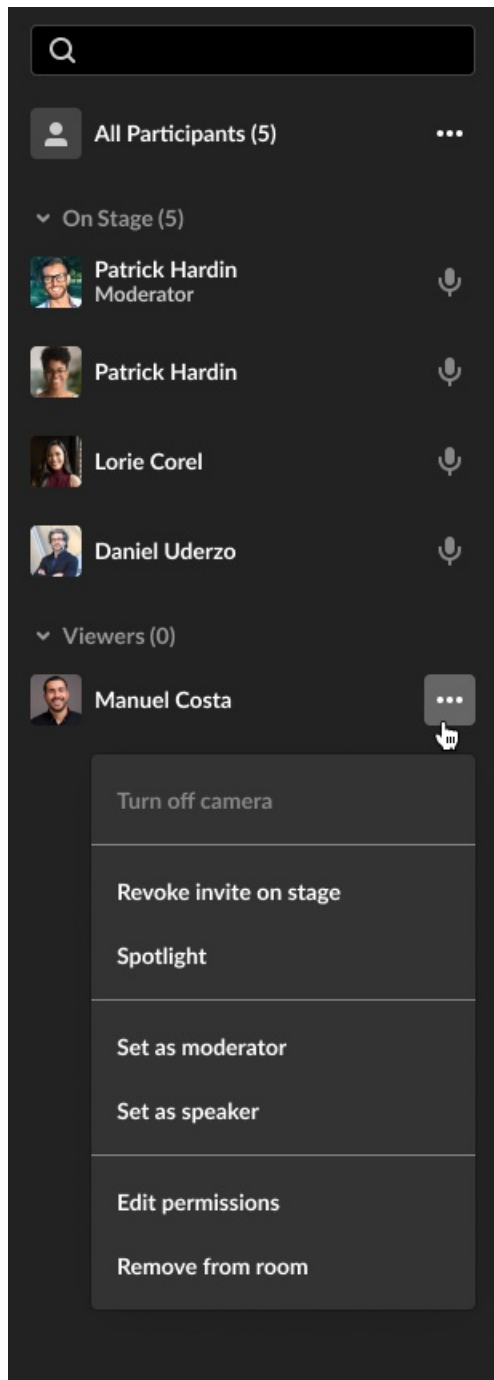 All Participants (5)
On Stage (5)
Patrick Hardin
Moderator
Patrick Hardin
Lorie Corel
Daniel Uderzo
Viewers (0)
Manuel Costa
Turn off camera
Revoke invite on stage
Spotlight
Set as moderator
Set as speaker
Edit permissions
Remove from room